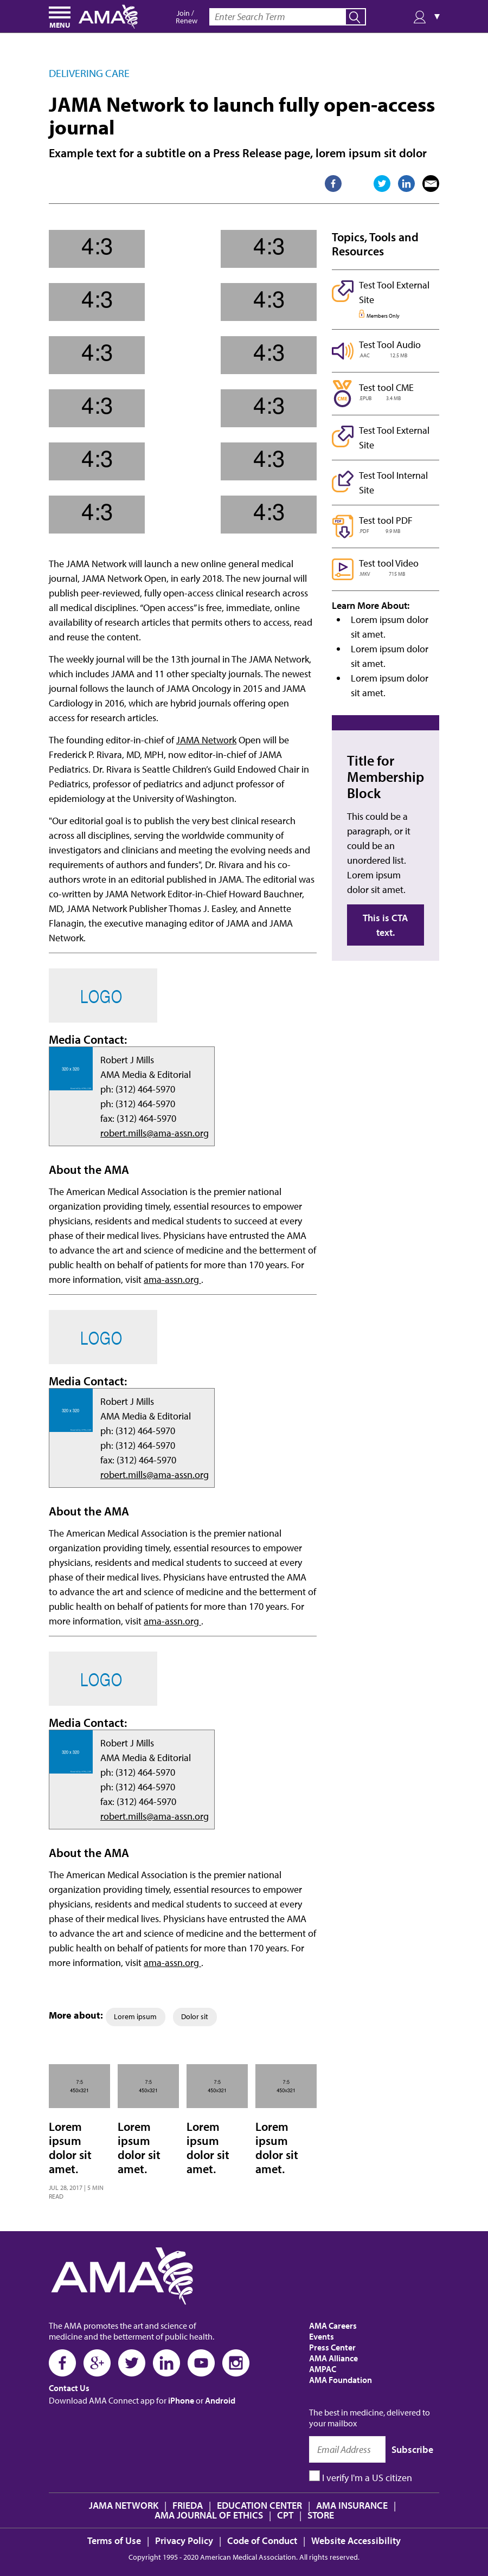 MENU
AMA
Join /
Renew
Enter Search Term
DELIVERING CARE
JAMA Network to launch fully open-access
journal
Example text for a subtitle on a Press Release page, lorem ipsum sit dolor
4:3 4:3
4:3 4:3
4:3 4:3
4:3 4:3
4:3 4:3
4:3 4:3
The JAMA Network will launch a new online general medical
journal, JAMA Network Open, in early 2018. The new journal will
publish peer-reviewed, fully open-access clinical research across
all medical disciplines. “Open access” is free, immediate, online
availability of research articles that permits others to access, read
and reuse the content.
The weekly journal will be the 13th journal in The JAMA Network,
which includes JAMA and 11 other specialty journals. The newest
journal follows the launch of JAMA Oncology in 2015 and JAMA
Cardiology in 2016, which are hybrid journals offering open
access for research articles.
The founding editor-in-chief of JAMA Network Open will be
Frederick P. Rivara, MD, MPH, now editor-in-chief of JAMA
Pediatrics. Dr. Rivara is Seattle Children’s Guild Endowed Chair in
Pediatrics, professor of pediatrics and adjunct professor of
epidemiology at the University of Washington.
"Our editorial goal is to publish the very best clinical research
across all disciplines, serving the worldwide community of
investigators and clinicians and meeting the evolving needs and
requirements of authors and funders”, Dr. Rivara and his co-
authors wrote in an editorial published in JAMA. The editorial was
co-written by JAMA Network Editor-in-Chief Howard Bauchner,
MD, JAMA Network Publisher Thomas J. Easley, and Annette
Flanagin, the executive managing editor of JAMA and JAMA
Network.
LOGO
Media Contact:
Robert J Mills
AMA Media & Editorial
ph: (312) 464-5970
ph: (312) 464-5970
fax: (312) 464-5970
robert.mills@ama-assn.org
About the AMA
The American Medical Association is the premier national
organization providing timely, essential resources to empower
physicians, residents and medical students to succeed at every
phase of their medical lives. Physicians have entrusted the AMA
to advance the art and science of medicine and the betterment of
public health on behalf of patients for more than 170 years. For
more information, visit ama-assn.org .
LOGO
Media Contact:
Robert J Mills
AMA Media & Editorial
ph: (312) 464-5970
ph: (312) 464-5970
fax: (312) 464-5970
robert.mills@ama-assn.org
About the AMA
The American Medical Association is the premier national
organization providing timely, essential resources to empower
physicians, residents and medical students to succeed at every
phase of their medical lives. Physicians have entrusted the AMA
to advance the art and science of medicine and the betterment of
public health on behalf of patients for more than 170 years. For
more information, visit ama-assn.org .
LOGO
Media Contact:
Robert J Mills
AMA Media & Editorial
ph: (312) 464-5970
ph: (312) 464-5970
fax: (312) 464-5970
robert.mills@ama-assn.org
About the AMA
The American Medical Association is the premier national
organization providing timely, essential resources to empower
physicians, residents and medical students to succeed at every
phase of their medical lives. Physicians have entrusted the AMA
to advance the art and science of medicine and the betterment of
public health on behalf of patients for more than 170 years. For
more information, visit ama-assn.org .
Topics, Tools and
Resources
Test Tool External
Site
Members Only
Test Tool Audio
.AAC 12.5 MB
CME
Test tool CME
.EPUB 3.4 MB
Test Tool External
Site
Test Tool Internal
Site
PDF
Test tool PDF
.PDF 9.9 MB
Test tool Video
.MKV 715 MB
Learn More About:
Lorem ipsum dolor
sit amet.
Lorem ipsum dolor
sit amet.
Lorem ipsum dolor
sit amet.
Title for
Membership
Block
This could be a
paragraph, or it
could be an
unordered list.
Lorem ipsum
dolor sit amet.
This is CTA
text.
More about: Lorem ipsum Dolor sit
7:5 7:5 7:5 7:5
450x321 450x321 450x321 450x321
Lorem
ipsum
dolor sit
amet.
JUL 28, 2017 | 5 MIN
READ
Lorem
ipsum
dolor sit
amet.
Lorem
ipsum
dolor sit
amet.
Lorem
ipsum
dolor sit
amet.
AMA
The AMA promotes the art and science of
medicine and the betterment of public health.
Contact Us
Download AMA Connect app for iPhone or Android
AMA Careers
Events
Press Center
AMA Alliance
AMPAC
AMA Foundation
The best in medicine, delivered to
your mailbox
Email Address Subscribe
I verify I'm a US citizen
JAMA NETWORK | FRIEDA | EDUCATION CENTER | AMA INSURANCE |
AMA JOURNAL OF ETHICS | CPT | STORE
Terms of Use | Privacy Policy | Code of Conduct | Website Accessibility
Copyright 1995 - 2020 American Medical Association. All rights reserved.